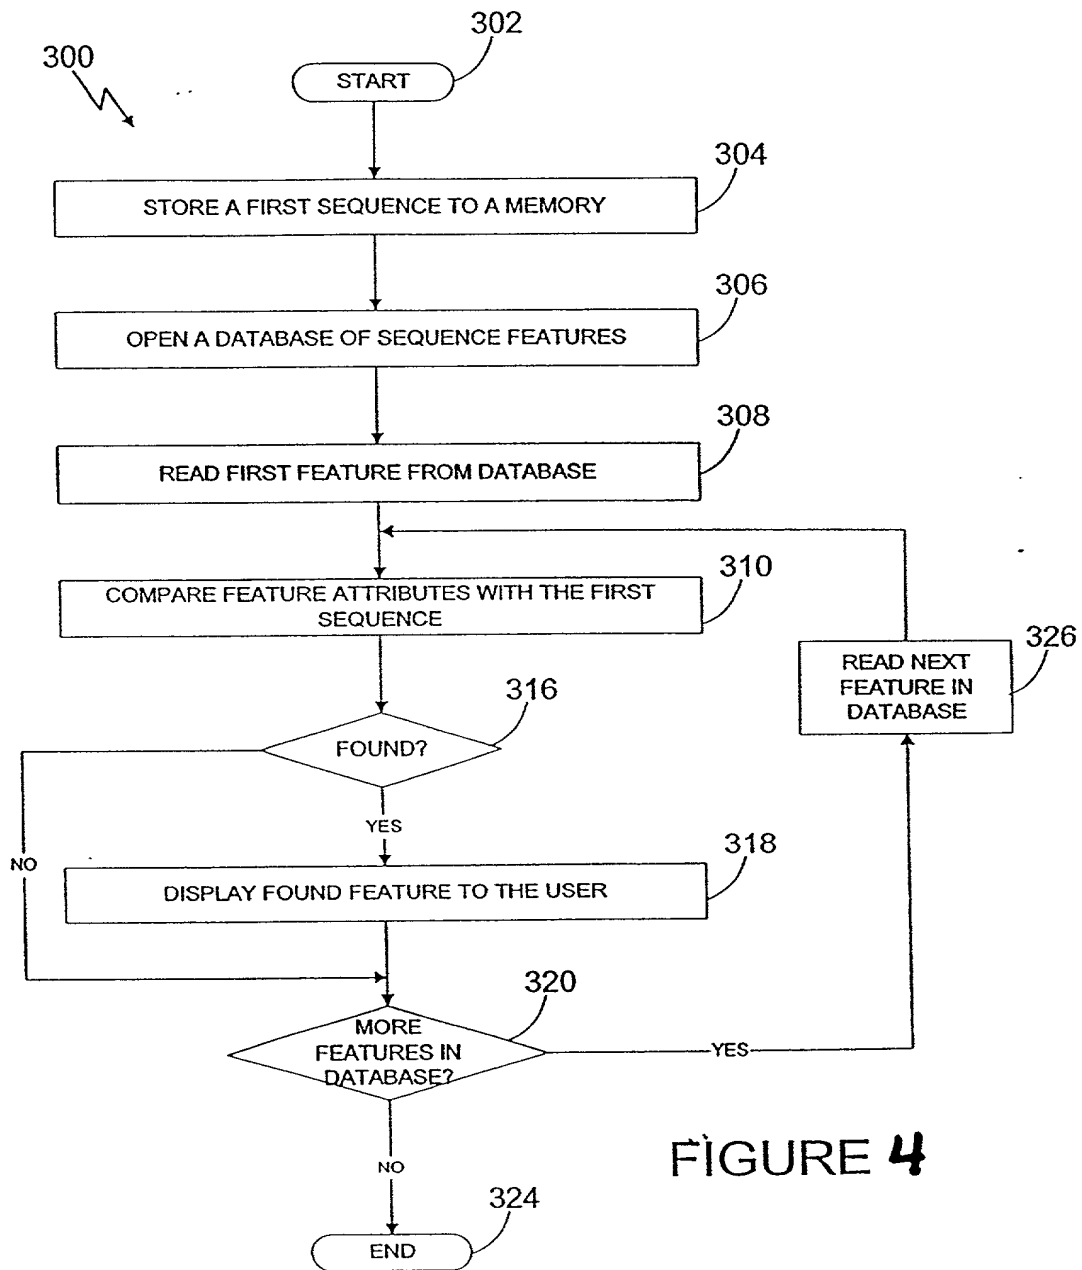 302
300
START
304
STORE A FIRST SEQUENCE TO A MEMORY
306
OPEN A DATABASE OF SEQUENCE FEATURES
308
READ FIRST FEATURE FROM DATABASE
310
COMPARE FEATURE ATTRIBUTES WITH THE FIRST
SEQUENCE
326
READ NEXT
FEATURE IN
DATABASE
316
FOUND?
YES
NO
318
DISPLAY FOUND FEATURE TO THE USER
320
MORE
FEATURES IN
DATABASE?
YES
NO
FIGURE 4
324
END